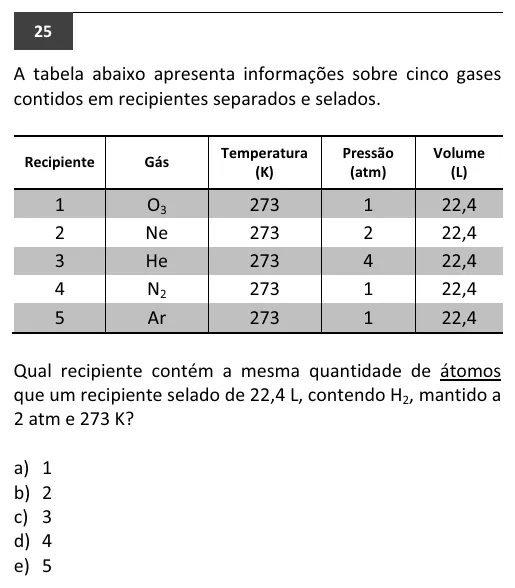 25
A tabela abaixo apresenta informações sobre cinco gases
contidos em recipientes separados e selados.
Recipiente Gás Temperatura (K) Pressão (atm) Volume (L)
1 O₃ 273 1 22,4
2 Ne 273 2 22,4
3 He 273 4 22,4
4 N₂ 273 1 22,4
5 Ar 273 1 22,4
Qual recipiente contém a mesma quantidade de átomos
que um recipiente selado de 22,4 L, contendo H₂, mantido a
2 atm e 273 K?
a) 1
b) 2
c) 3
d) 4
e) 5